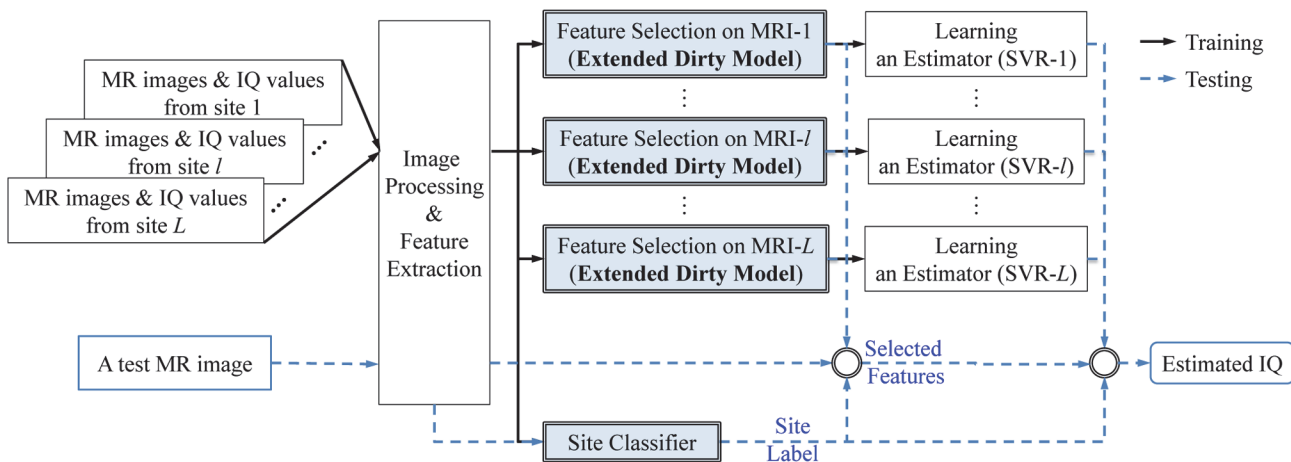 MR images & IQ values
from site 1
MR images & IQ values
from site l
MR images & IQ values
from site L
A test MR image
Image
Processing
&
Feature
Extraction
Feature Selection on MRI-1
(Extended Dirty Model)
Feature Selection on MRI-l
(Extended Dirty Model)
Feature Selection on MRI-L
(Extended Dirty Model)
Site Classifier
Learning
an Estimator (SVR-1)
Learning
an Estimator (SVR-l)
Learning
an Estimator (SVR-L)
Selected
Features
Site
Label
Training
Testing
Estimated IQ